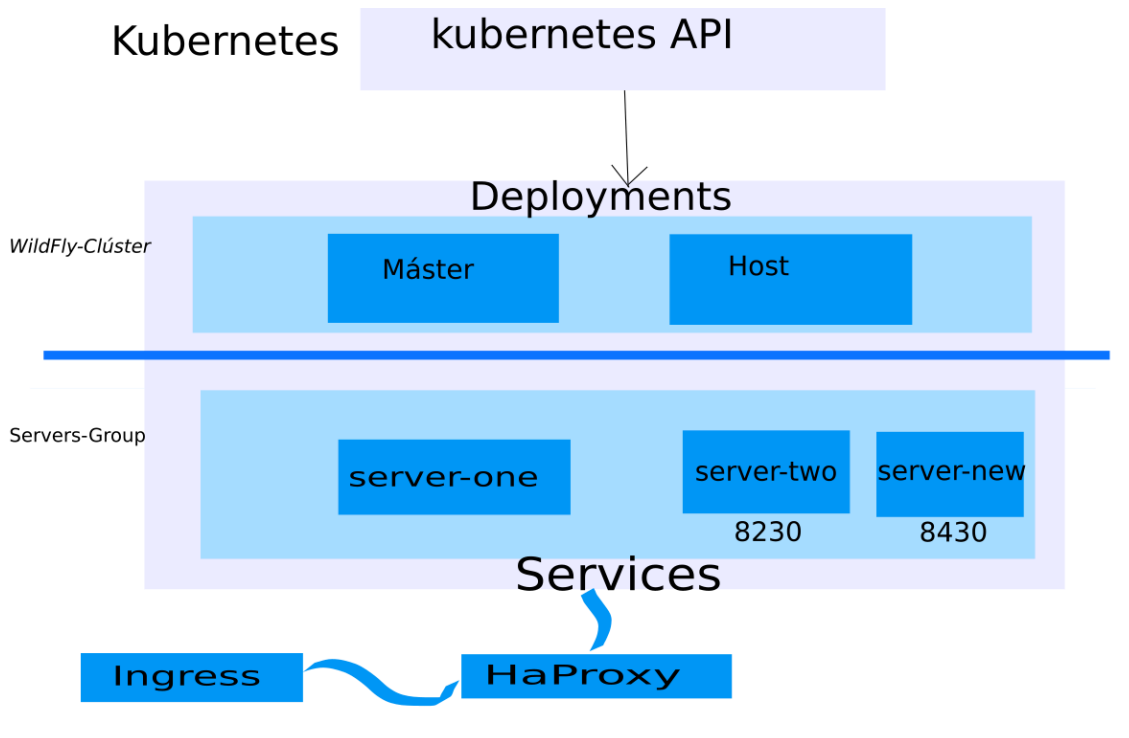 Kubernetes
kubernetes API
Deployments
WildFly-Clúster
Máster
Host
Servers-Group
server-one
server-two
server-new
8230
8430
Services
Ingress
HaProxy